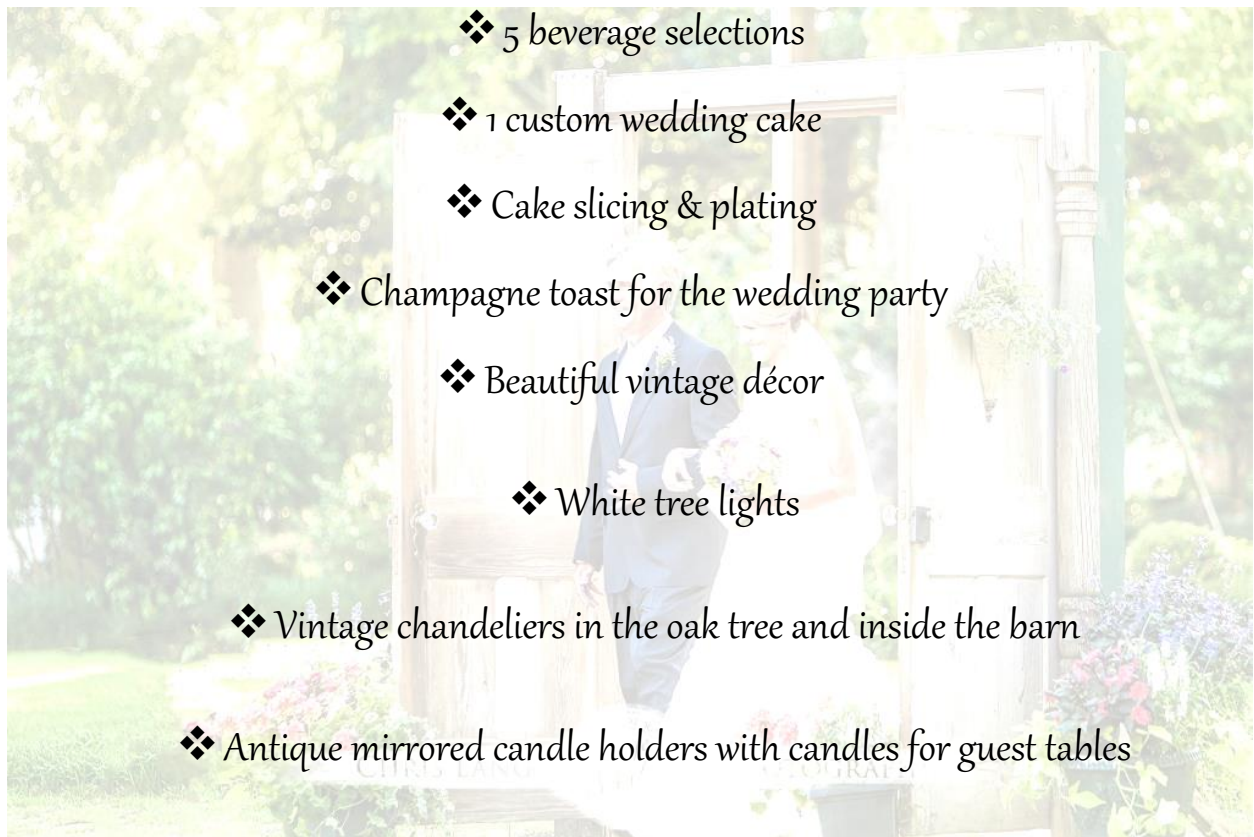 ❖ 5 beverage selections
❖ 1 custom wedding cake
❖ Cake slicing & plating
❖ Champagne toast for the wedding party
❖ Beautiful vintage décor
❖ White tree lights
❖ Vintage chandeliers in the oak tree and inside the barn
❖ Antique mirrored candle holders with candles for guest tables
CHRIS LANG